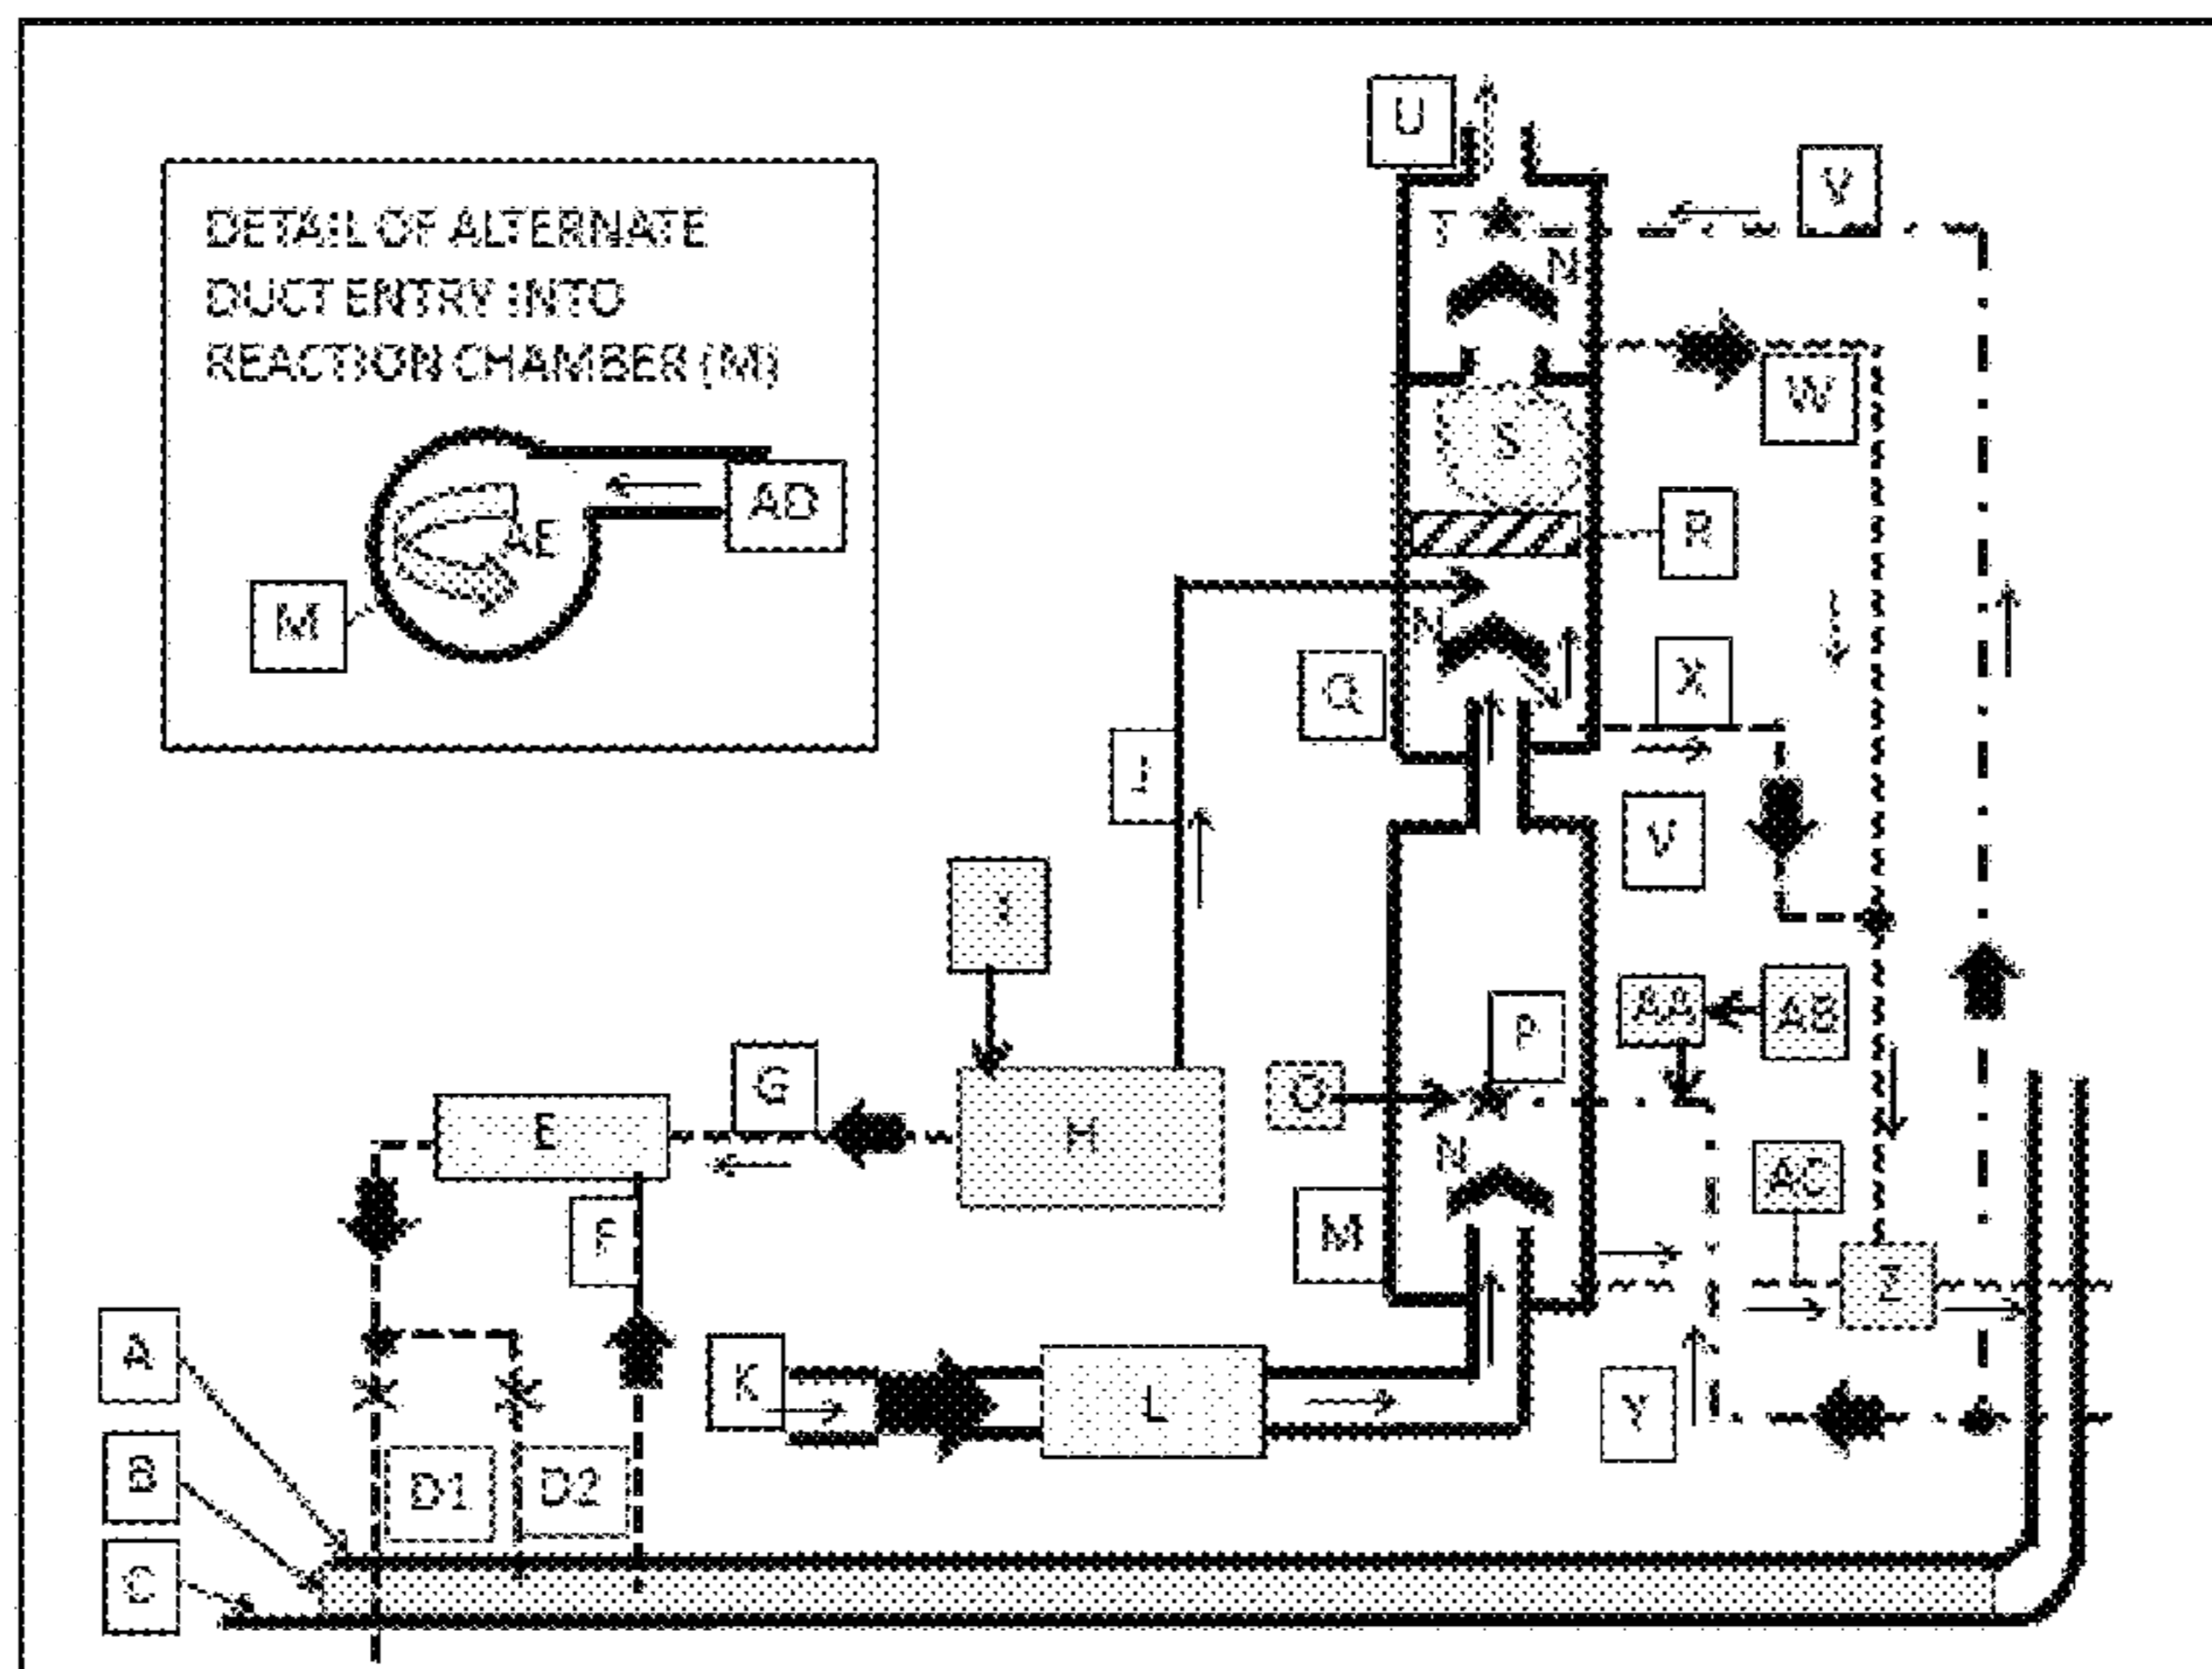 U
V
DETAIL OF ALTERNATE
DUCT ENTRY INTO
REACTION CHAMBER (M)
T
N
W
S
AD
R
AE
M
N
Q
X
J
V
I
AA
AB
P
O
G
E
H
N
AC
F
M
Z
A
K
L
Y
B
D1
D2
C